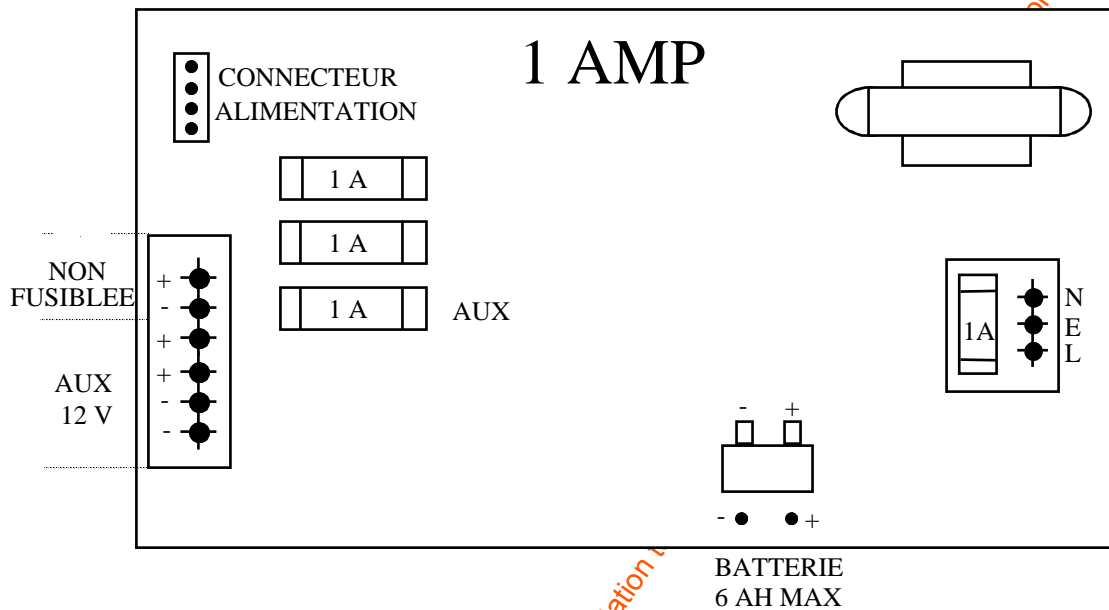 1 AMP
CONNECTEUR
ALIMENTATION
1 A
1 A
1 A
AUX
NON
FUSIBLEE
+
-
+
+
-
-
AUX
12 V
1A
N
E
L
- +
- +
BATTERIE
6 AH MAX